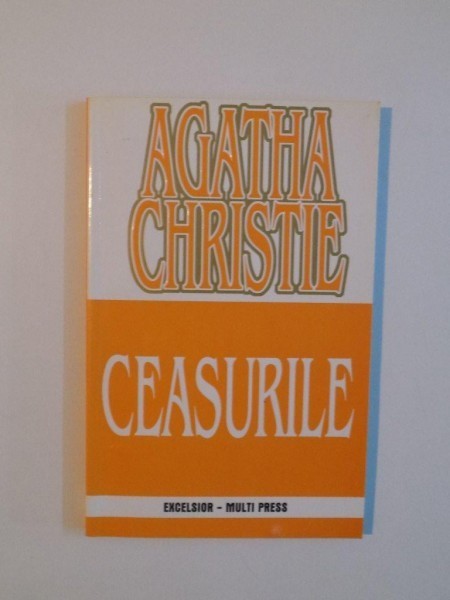 AGATHA
CHRISTIE
CEASURILE
EXCELSIOR - MULTI PRESS